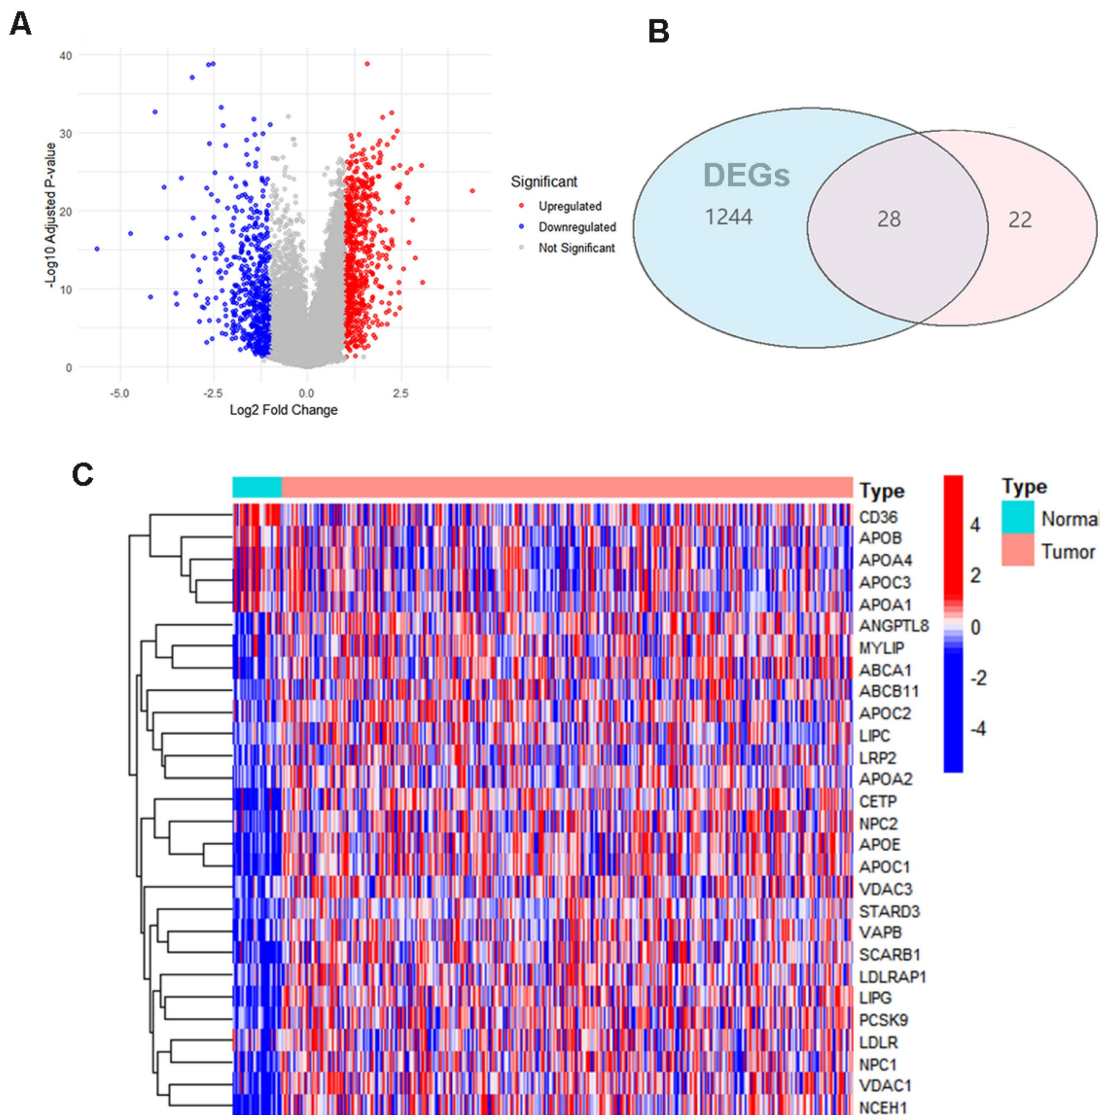 A
B
40
30
20
10
0
-Log10 Adjusted P-value
-5.0
-2.5
0.0
2.5
Log2 Fold Change
Significant
Upregulated
Downregulated
Not Significant
DEGs
1244
28
22
C
Type
CD36
APOB
APOA4
APOC3
APOA1
ANGPTL8
MYLIP
ABCA1
ABCB11
APOC2
LIPC
LRP2
APOA2
CETP
NPC2
APOE
APOC1
VDAC3
STARD3
VAPB
SCARB1
LDLRAP1
LIPG
PCSK9
LDLR
NPC1
VDAC1
NCEH1
4
2
0
-2
-4
Type
Normal
Tumor